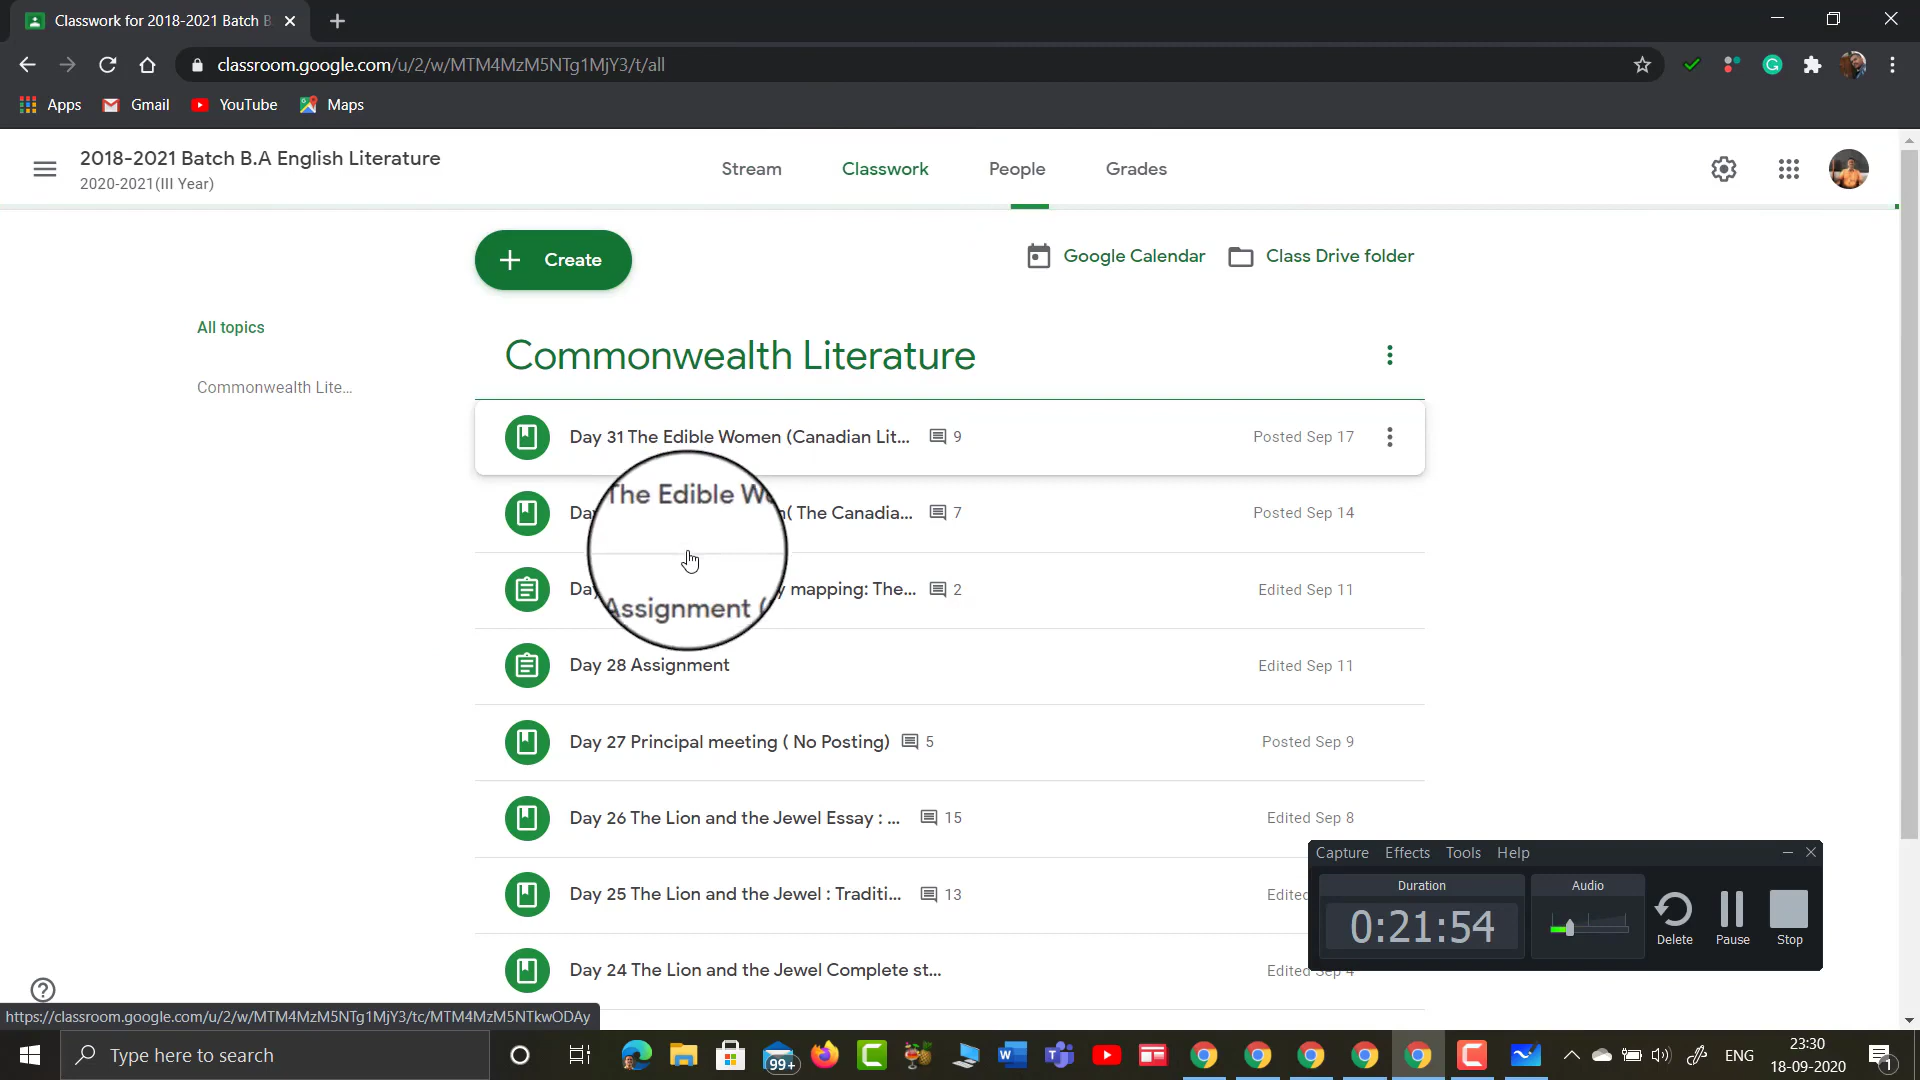 Classwork for 2018-2021 Batch B
classroom.google.com/u/2/w/MTM4MzM5NTg1MjY3/t/all
Apps Gmail YouTube Maps
2018-2021 Batch B.A English Literature
2020-2021(III Year)
Stream Classwork People Grades
Create
Google Calendar Class Drive folder
All topics
Commonwealth Lite...
Commonwealth Literature
Day 31 The Edible Women (Canadian Lit... 9 Posted Sep 17
The Edible Wo
( The Canadia... 7 Posted Sep 14
mapping: The... 2 Edited Sep 11
Assignment (
Day 28 Assignment Edited Sep 11
Day 27 Principal meeting ( No Posting) 5 Posted Sep 9
Day 26 The Lion and the Jewel Essay : ... 15 Edited Sep 8
Day 25 The Lion and the Jewel : Traditi... 13 Edited
Day 24 The Lion and the Jewel Complete st... Edited Sep 4
Capture Effects Tools Help
Duration Audio
0:21:54
Delete Pause Stop
https://classroom.google.com/u/2/w/MTM4MzM5NTg1MjY3/tc/MTM4MzM5NTkwODAy
Type here to search
99+
ENG
23:30
18-09-2020
1